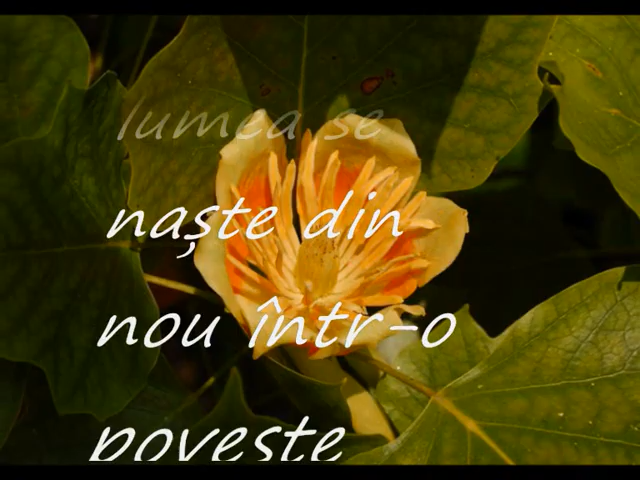 lumea se
naște din
nou într-o
poveste